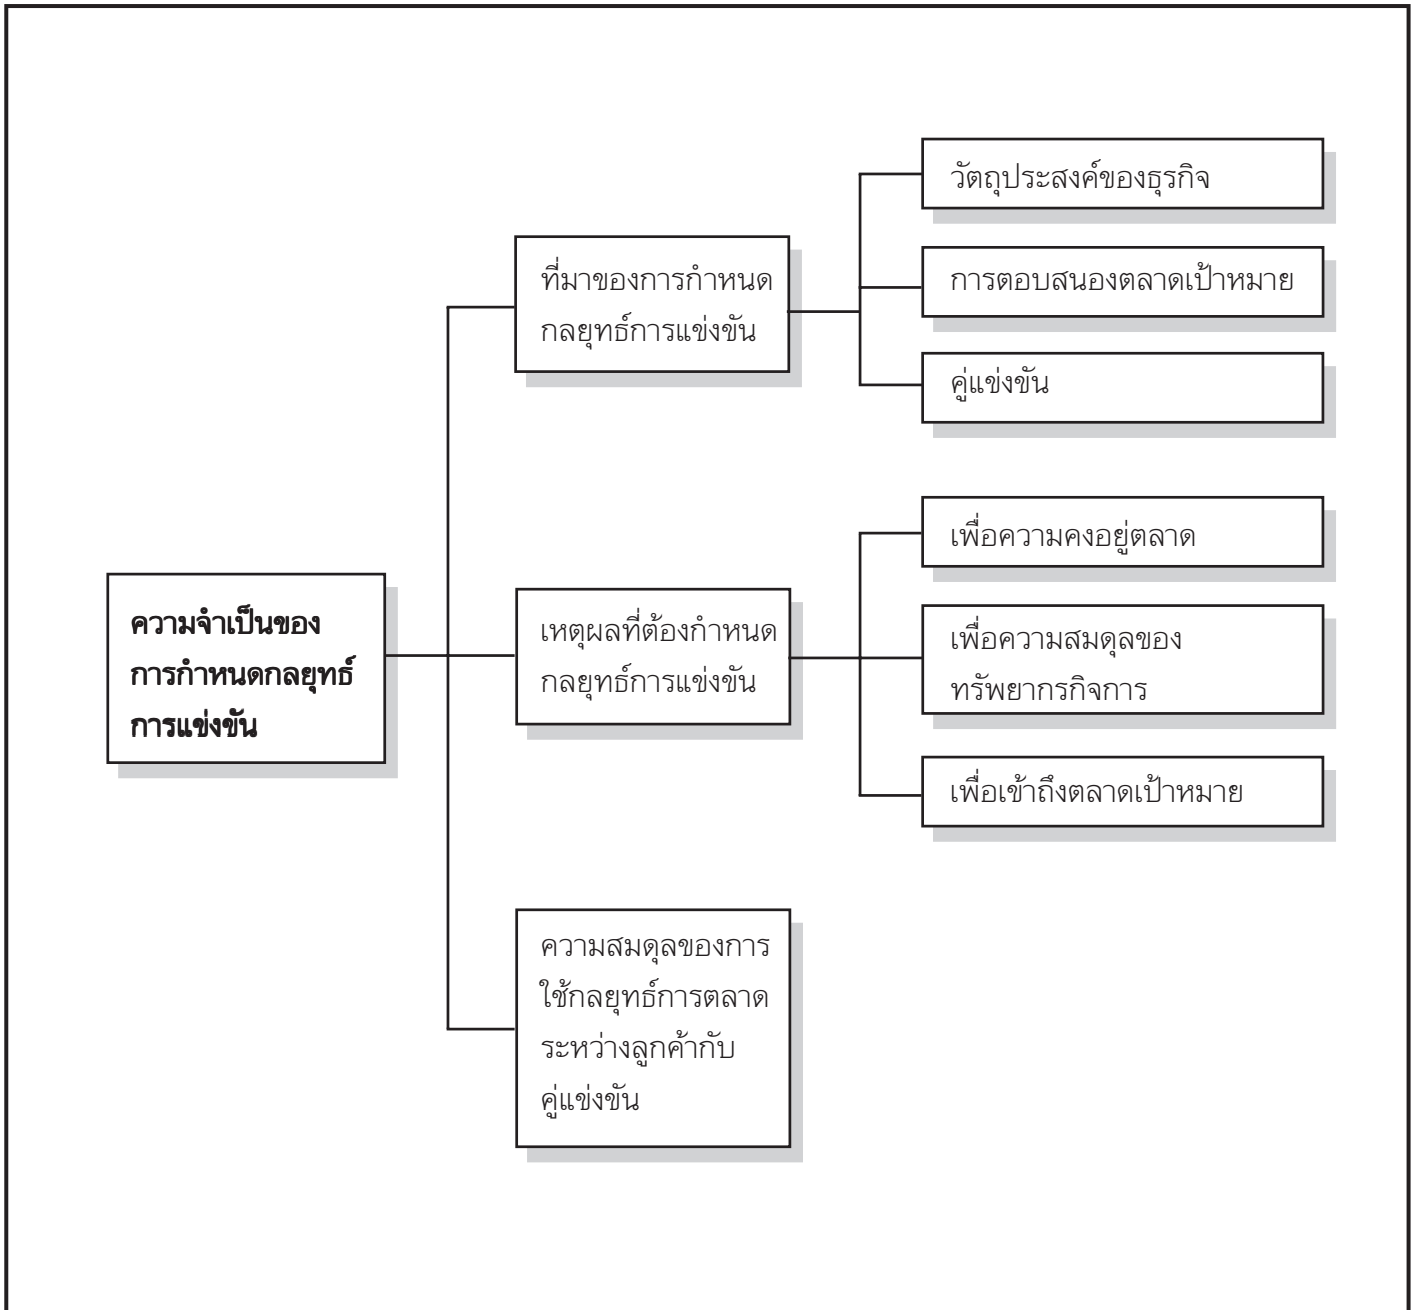 ความจำเป็นของ
การกำหนดกลยุทธ์
การแข่งขัน
ที่มาของการกำหนด
กลยุทธ์การแข่งขัน
วัตถุประสงค์ของธุรกิจ
การตอบสนองตลาดเป้าหมาย
คู่แข่งขัน
เหตุผลที่ต้องกำหนด
กลยุทธ์การแข่งขัน
เพื่อความคงอยู่ตลาด
เพื่อความสมดุลของ
ทรัพยากรกิจการ
เพื่อเข้าถึงตลาดเป้าหมาย
ความสมดุลของการ
ใช้กลยุทธ์การตลาด
ระหว่างลูกค้ากับ
คู่แข่งขัน